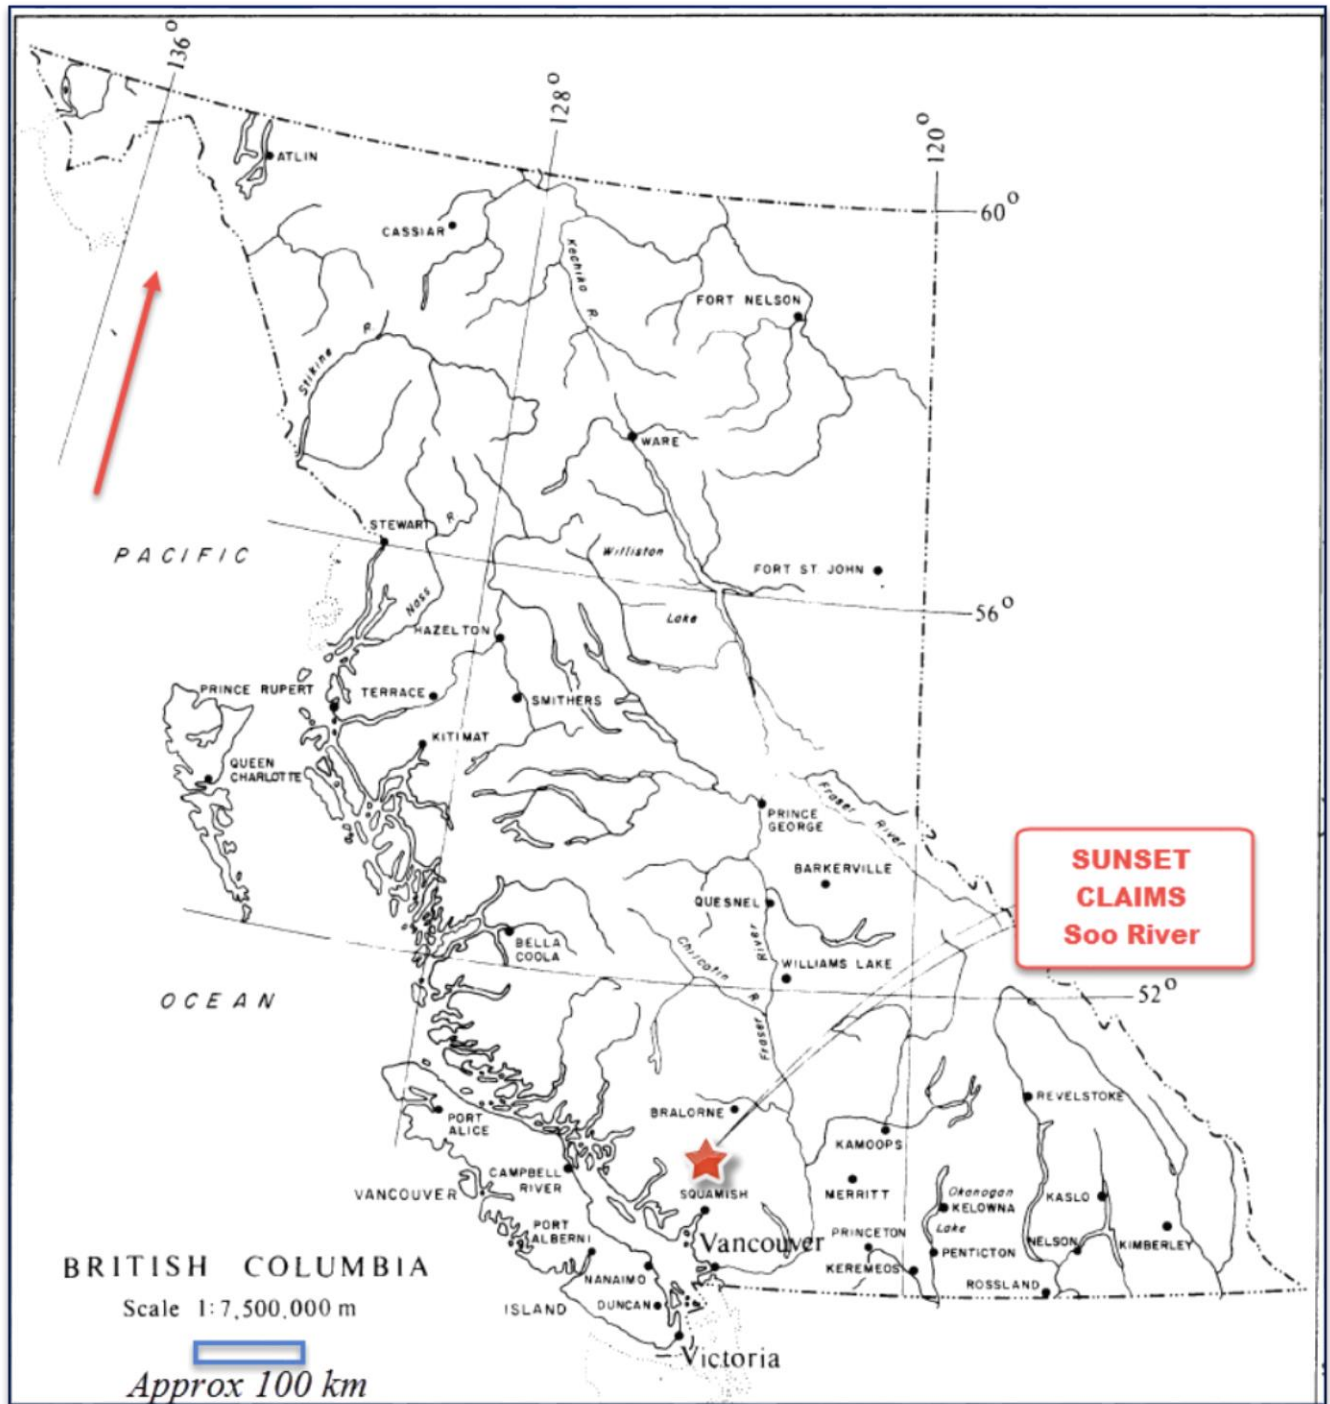 136°
128°
120°
ATLIN
60°
CASSIAR
Kechika R.
FORT NELSON
Stikine R.
WARE
STEWART
R.
PACIFIC
Williston
FORT ST. JOHN
Nass
Lake
56°
HAZELTON
PRINCE RUPERT
TERRACE
SMITHERS
KITIMAT
QUEEN
CHARLOTTE
Fraser River
PRINCE
GEORGE
SUNSET
CLAIMS
Soo River
BARKERVILLE
QUESNEL
BELLA
COOLA
Chilcotin R.
Fraser River
WILLIAMS LAKE
OCEAN
52°
BRALORNE
REVELSTOKE
PORT
ALICE
KAMOOPS
CAMPBELL
RIVER
VANCOUVER
SQUAMISH
MERRITT
Okanogan
KELOWNA
Lake
KASLO
PORT
ALBERNI
Vancouver
PRINCETON
PENTICTON
NELSON
KIMBERLEY
BRITISH COLUMBIA
NANAIMO
KEREMEOS
ROSSLAND
Scale 1:7,500,000 m
ISLAND
DUNCAN
Victoria
Approx 100 km